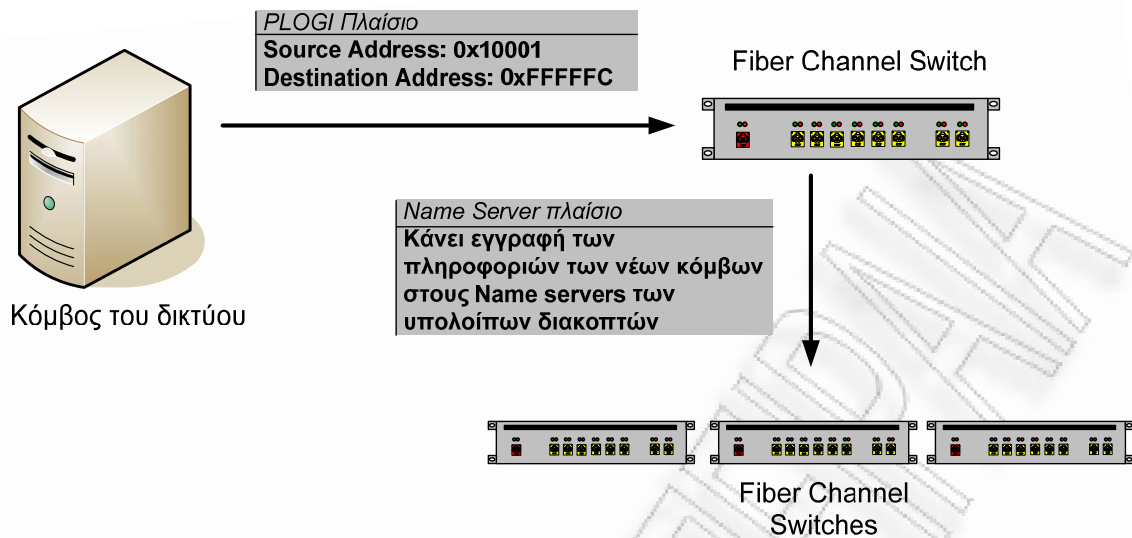 PLOGI Πλαίσιο
Source Address: 0x10001
Destination Address: 0xFFFFFC
Fiber Channel Switch
Name Server πλαίσιο
Κάνει εγγραφή των
πληροφοριών των νέων κόμβων
στους Name servers των
υπολοίπων διακοπτών
Κόμβος του δικτύου
Fiber Channel
Switches